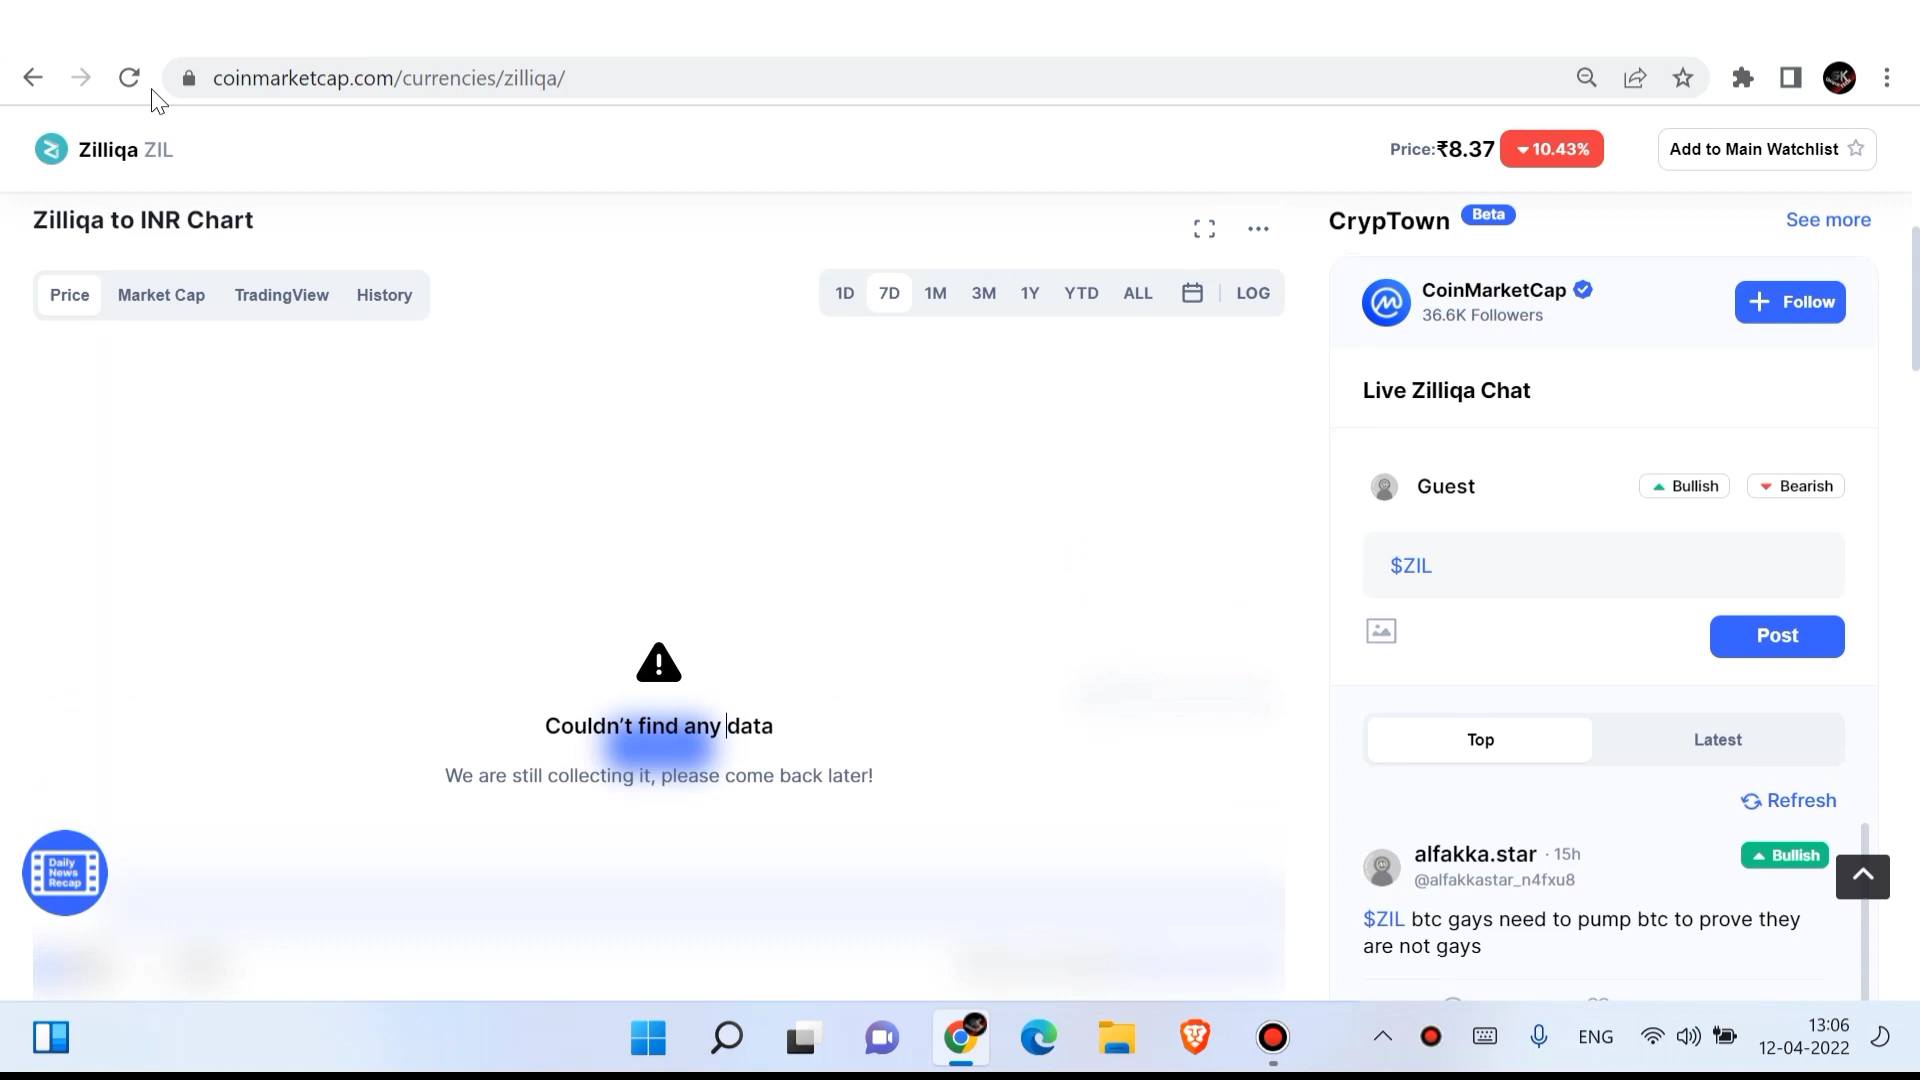 coinmarketcap.com/currencies/zilliqa/
Zilliqa ZIL
Price:₹8.37 10.43%
Add to Main Watchlist
Zilliqa to INR Chart
Price Market Cap TradingView History
1D 7D 1M 3M 1Y YTD ALL LOG
Couldn't find any data
We are still collecting it, please come back later!
Daily
News
Recap
CrypTown Beta
See more
CoinMarketCap
36.6K Followers
Follow
Live Zilliqa Chat
Guest
Bullish
Bearish
$ZIL
Post
Top
Latest
Refresh
alfakka.star · 15h
@alfakkastar_n4fxu8
Bullish
$ZIL btc gays need to pump btc to prove they
are not gays
ENG
13:06
12-04-2022